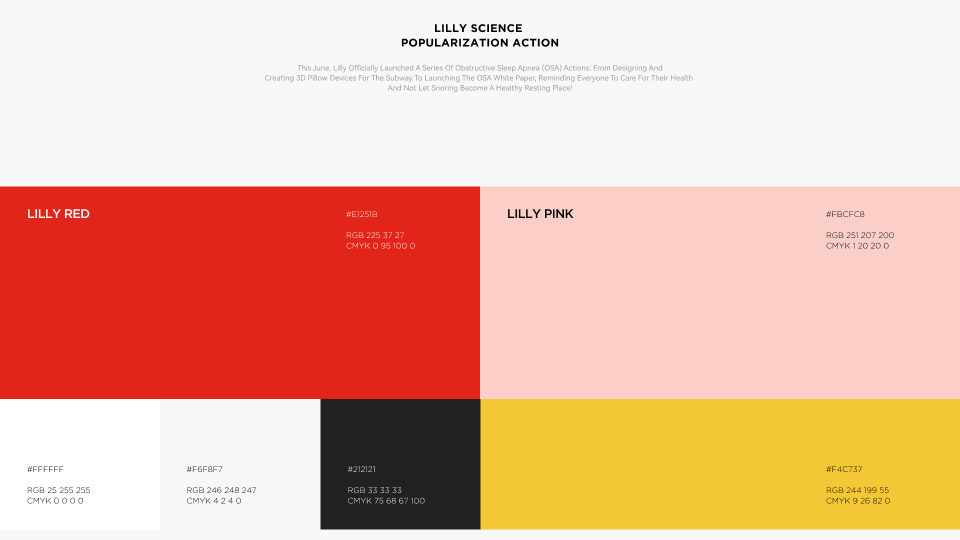 LILLY SCIENCE
POPULARIZATION ACTION
This June, Lilly Officially Launched A Series Of Obstructive Sleep Apnea (OSA) Actions: From Designing And
Creating 3D Pillow Devices For The Subway To Launching The OSA White Paper, Reminding Everyone To Care For Their Health
And Not Let Snoring Become A Healthy Resting Place!
LILLY RED
#E1251B
RGB 225 37 27
CMYK 0 95 100 0
LILLY PINK
#FBCFC8
RGB 251 207 200
CMYK 1 20 20 0
#FFFFFF
RGB 25 255 255
CMYK 0 0 0 0
#F6F8F7
RGB 246 248 247
CMYK 4 2 4 0
#212121
RGB 33 33 33
CMYK 75 68 67 100
#F4C737
RGB 244 199 55
CMYK 9 26 82 0